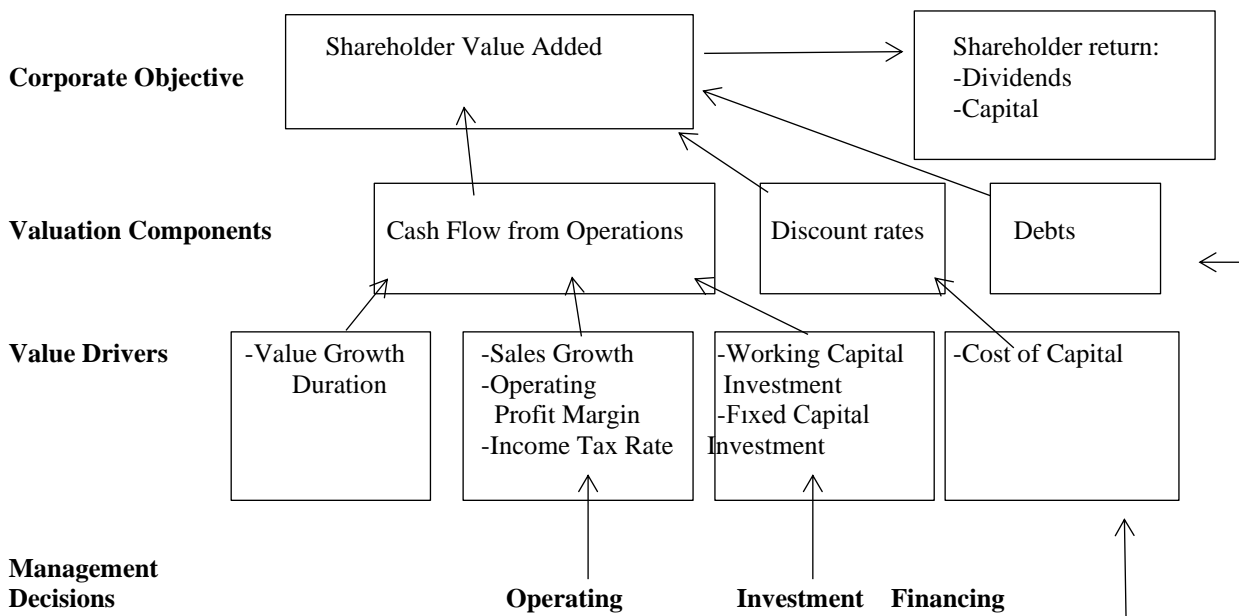 Shareholder Value Added
Shareholder return:
-Dividends
-Capital
Corporate Objective
Valuation Components
Cash Flow from Operations
Discount rates
Debts
Value Drivers
-Value Growth
Duration
-Sales Growth
-Operating
Profit Margin
-Income Tax Rate
-Working Capital
Investment
-Fıxed Capital
Investment
-Cost of Capital
Management
Decisions
Operating
Investment
Financing